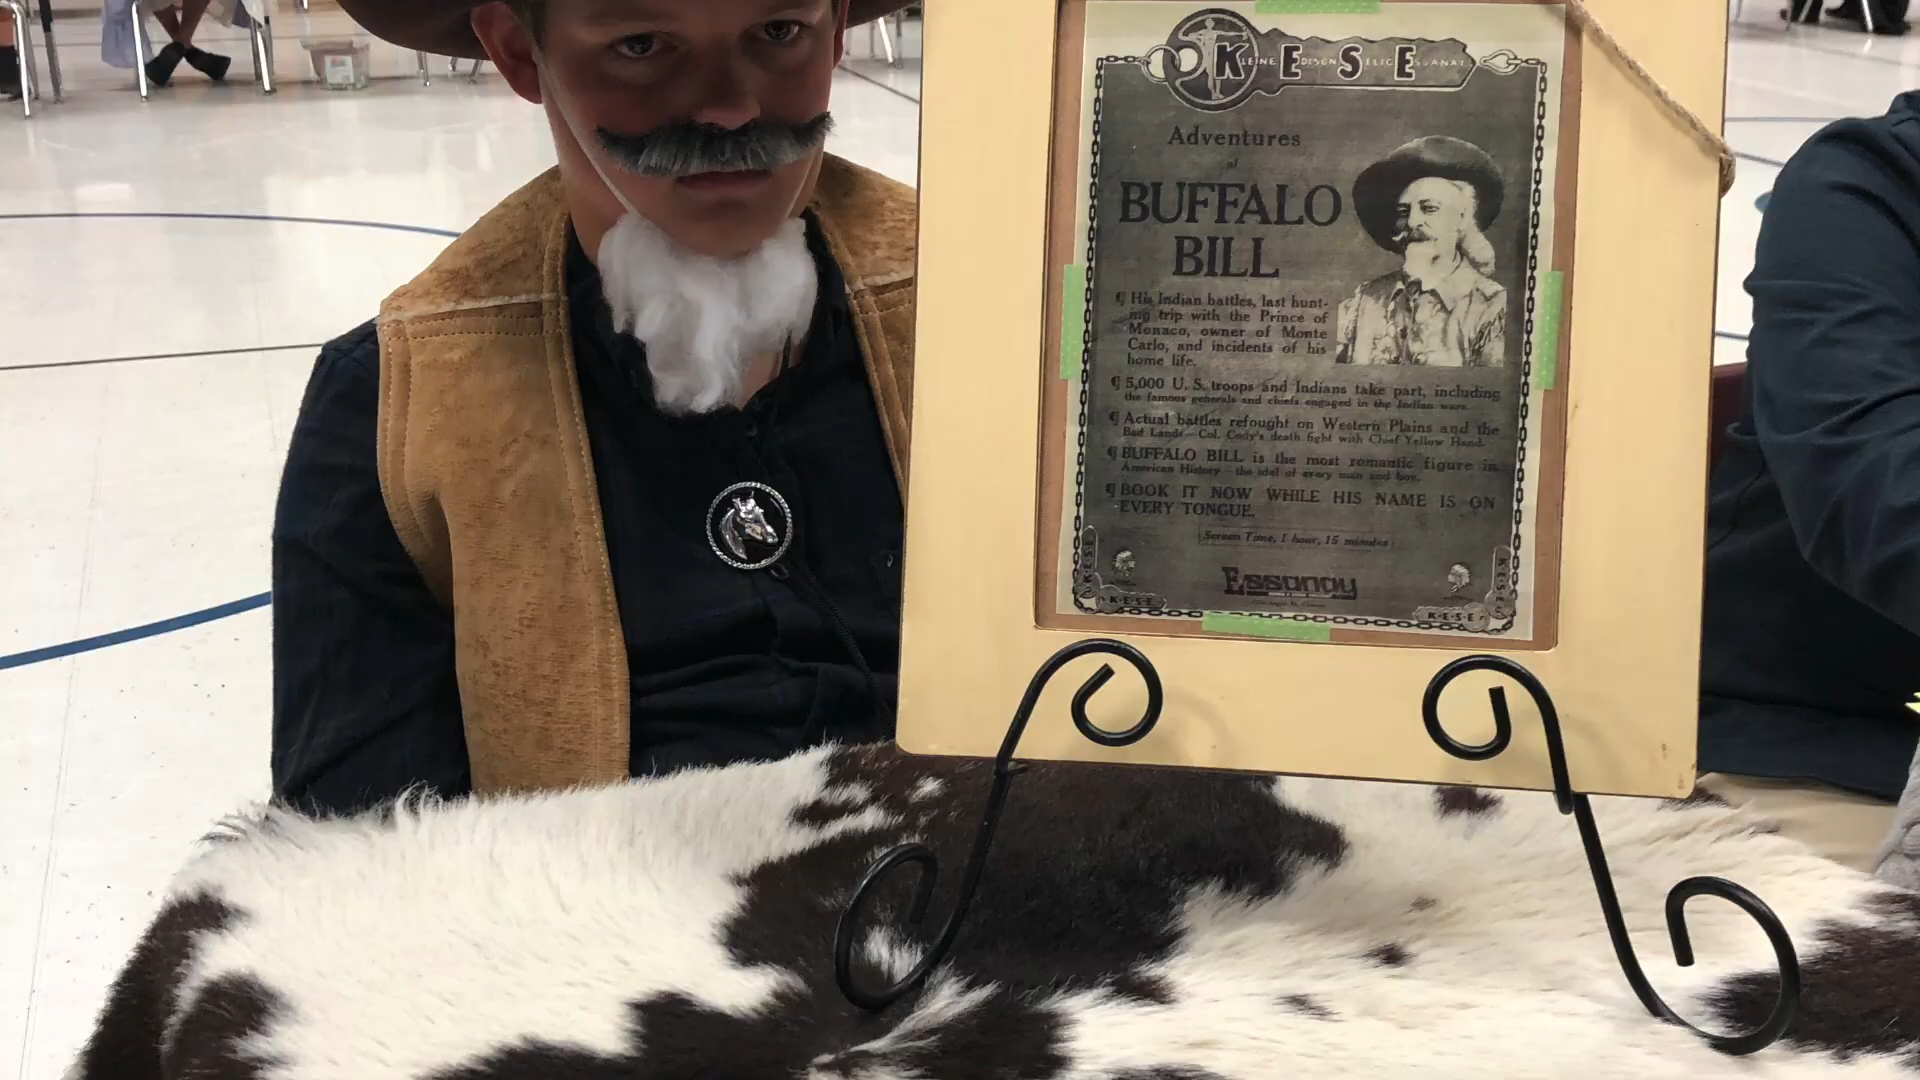 KLEINE EDISON SELIG ESSANAY
Adventures
of
BUFFALO
BILL
¶ His Indian battles, last hunt-
ing trip with the Prince of
Monaco, owner of Monte
Carlo, and incidents of his
home life.
¶ 5,000 U. S. troops and Indians take part, including
the famous generals and chiefs engaged in the Indian wars.
¶ Actual battles refought on Western Plains and the
Bad Lands—Col. Cody's death fight with Chief Yellow Hand.
¶ BUFFALO BILL is the most romantic figure in
American History—the idol of every man and boy.
¶ BOOK IT NOW WHILE HIS NAME IS ON
EVERY TONGUE.
Screen Time, 1 hour, 15 minutes
Essanay
K·E·S·E
K·E·S·E
K·E·S·E
K·E·S·E